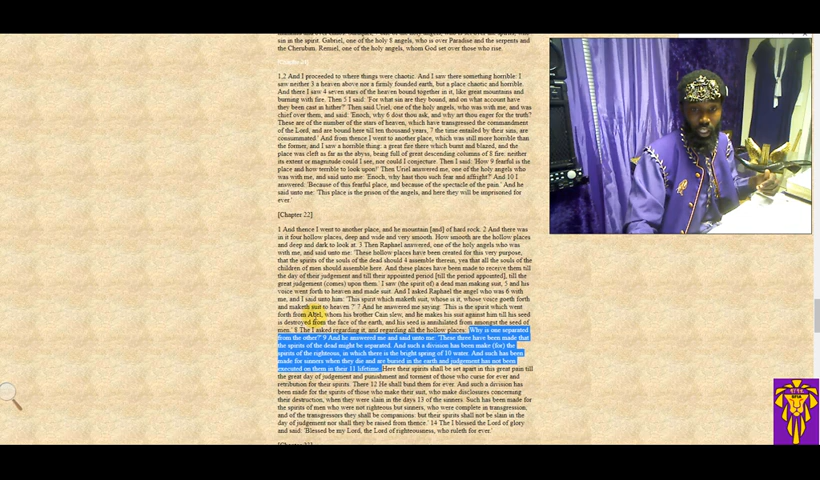 sin in the spirit. Gabriel, one of the holy 8 angels, who is over Paradise and the serpents and
the Cherubim. Remiel, one of the holy angels, whom God set over those who rise.
1,2 And I proceeded to where things were chaotic. And I saw there something horrible: I
saw neither 3 a heaven above nor a firmly founded earth, but a place chaotic and horrible.
And there I saw 4 seven stars of the heaven bound together in it, like great mountains and
burning with fire. Then 5 I said: 'For what sin are they bound, and on what account have
they been cast in hither?' Then said Uriel, one of the holy angels, who was with me, and was
chief over them, and said: 'Enoch, why 6 dost thou ask, and why art thou eager for the truth?
These are of the number of the stars of heaven, which have transgressed the commandment
of the Lord, and are bound here till ten thousand years, 7 the time entailed by their sins, are
consummated.' And from thence I went to another place, which was still more horrible than
the former, and I saw a horrible thing: a great fire there which burnt and blazed, and the
place was cleft as far as the abyss, being full of great descending columns of 8 fire: neither
its extent or magnitude could I see, nor could I conjecture. Then I said: 'How 9 fearful is the
place and how terrible to look upon!' Then Uriel answered me, one of the holy angels who
was with me, and said unto me: 'Enoch, why hast thou such fear and affright?' And 10 I
answered: 'Because of this fearful place, and because of the spectacle of the pain.' And he
said unto me: 'This place is the prison of the angels, and here they will be imprisoned for
ever.'
[Chapter 22]
1 And thence I went to another place, and he mountain [and] of hard rock. 2 And there was
in it four hollow places, deep and wide and very smooth. How smooth are the hollow places
and deep and dark to look at. 3 Then Raphael answered, one of the holy angels who was
with me, and said unto me: 'These hollow places have been created for this very purpose,
that the spirits of the souls of the dead should 4 assemble therein, yea that all the souls of the
children of men should assemble here. And these places have been made to receive them till
the day of their judgement and till their appointed period [till the period appointed], till the
great judgement (comes) upon them.' I saw (the spirit of) a dead man making suit, 5 and his
voice went forth to heaven and made suit. And I asked Raphael the angel who was 6 with
me, and I said unto him: 'This spirit which maketh suit, whose is it, whose voice goeth forth
and maketh suit to heaven ?' 7 And he answered me saying: 'This is the spirit which went
forth from Abel, whom his brother Cain slew, and he makes his suit against him till his seed
is destroyed from the face of the earth, and his seed is annihilated from amongst the seed of
men.' 8 The I asked regarding it, and regarding all the hollow places: 'Why is one separated
from the other?' 9 And he answered me and said unto me: 'These three have been made that
the spirits of the dead might be separated. And such a division has been make (for) the
spirits of the righteous, in which there is the bright spring of 10 water. And such has been
made for sinners when they die and are buried in the earth and judgement has not been
executed on them in their 11 lifetime. Here their spirits shall be set apart in this great pain till
the great day of judgement and punishment and torment of those who curse for ever and
retribution for their spirits. There 12 He shall bind them for ever. And such a division has
been made for the spirits of those who make their suit, who make disclosures concerning
their destruction, when they were slain in the days 13 of the sinners. Such has been made
for the spirits of men who were not righteous but sinners, who were complete in transgression,
and of the transgressors they shall be companions: but their spirits shall not be slain in the
day of judgement nor shall they be raised from thence.' 14 The I blessed the Lord of glory
and said: 'Blessed be my Lord, the Lord of righteousness, who ruleth for ever.'